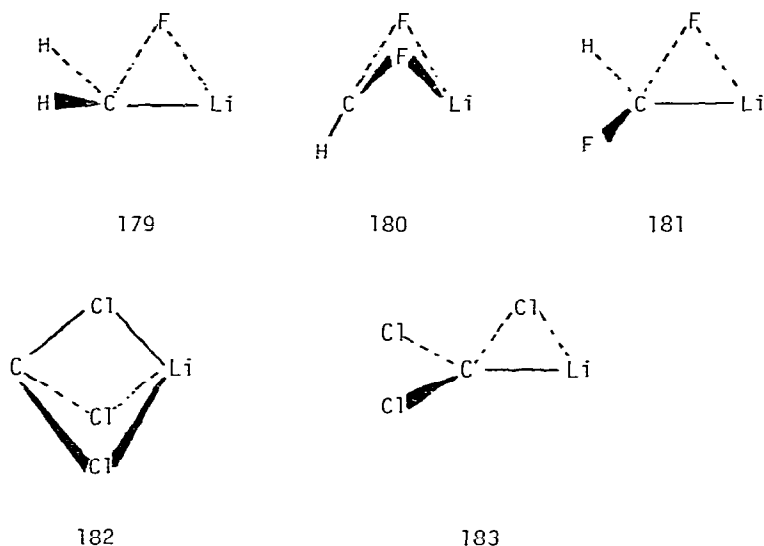 F F F
H H
F
H C Li C Li C Li
H F
179 180 181
Cl Cl
Cl
C Li C Li
Cl
Cl
Cl
182 183